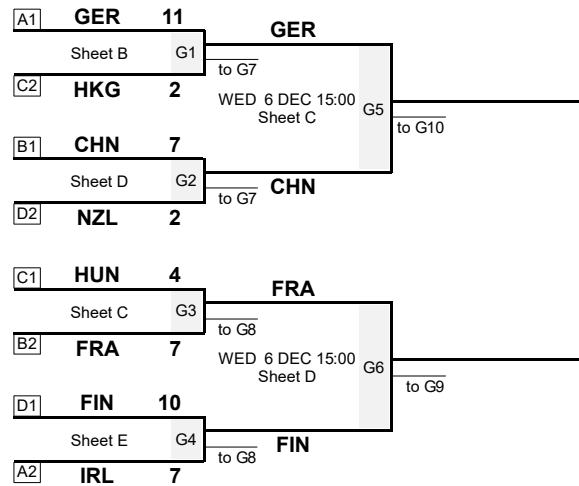 A1 GER 11
Sheet B G1
to G7
C2 HKG 2
GER
WED 6 DEC 15:00
Sheet C
G5
to G10
B1 CHN 7
Sheet D G2
to G7
D2 NZL 2
CHN
C1 HUN 4
Sheet C G3
to G8
B2 FRA 7
FRA
WED 6 DEC 15:00
Sheet D
G6
to G9
D1 FIN 10
Sheet E G4
to G8
A2 IRL 7
FIN